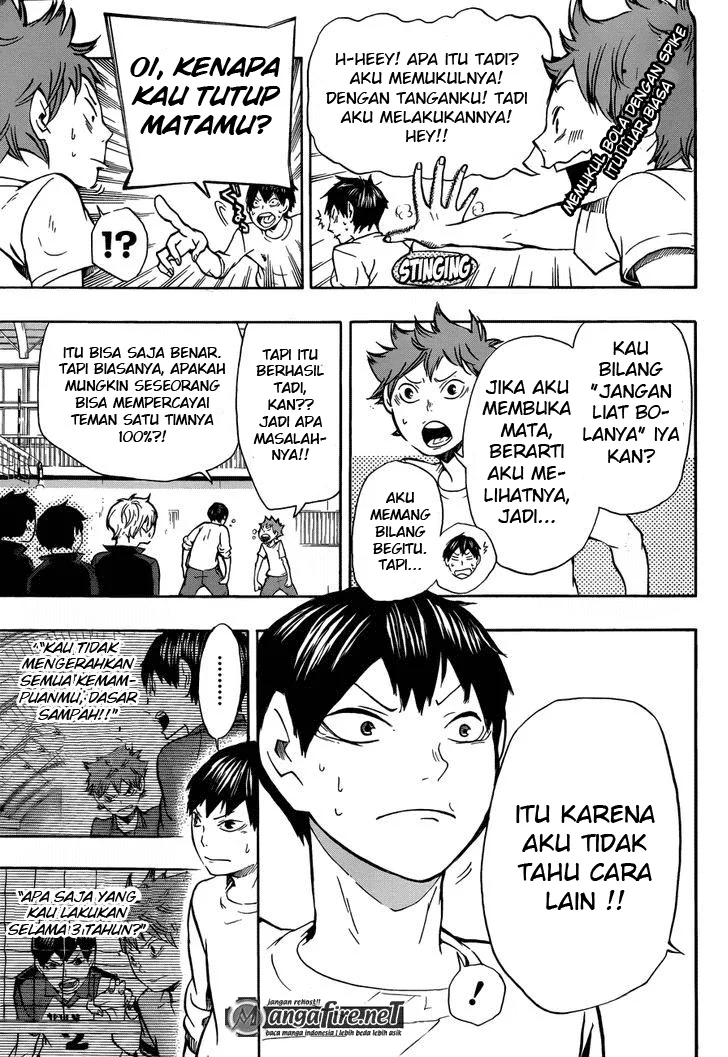 H-HEEY! APA ITU TADI?
AKU MEMUKULNYA!
DENGAN TANGANKU! TADI
AKU MELAKUKANNYA!
HEY!!
MEMUKUL BOLA DENGAN SPIKE
ITU LUAR BIASA
STINGING
OI, KENAPA
KAU TUTUP
MATAMU?
!?
KAU
BILANG
"JANGAN
LIAT BO-
LANYA" IYA
KAN?
JIKA AKU
MEMBUKA
MATA,
BERARTI
AKU ME-
LIHATNYA,
JADI...
AKU
MEMANG
BILANG
BEGITU.
TAPI...
TAPI ITU
BERHASIL
TADI,
KAN??
JADI APA
MASALAH-
NYA!!
ITU BISA SAJA BENAR.
TAPI BIASANYA, APAKAH
MUNGKIN SESEORANG
BISA MEMPERCAYAI
TEMAN SATU TIMNYA
100%?!
ITU KARENA
AKU TIDAK
TAHU CARA
LAIN !!
!
........
"KAU TIDAK
MENGERAHKAN
SEMUA KEMAM-
PUANMU, DASAR
SAMPAH!!"
"APA SAJA YANG
KAU LAKUKAN
SELAMA 3 TAHUN?"
2
jangan rehost!!
Mangafire.neT
baca manga indonesia | lebih beda lebih asik